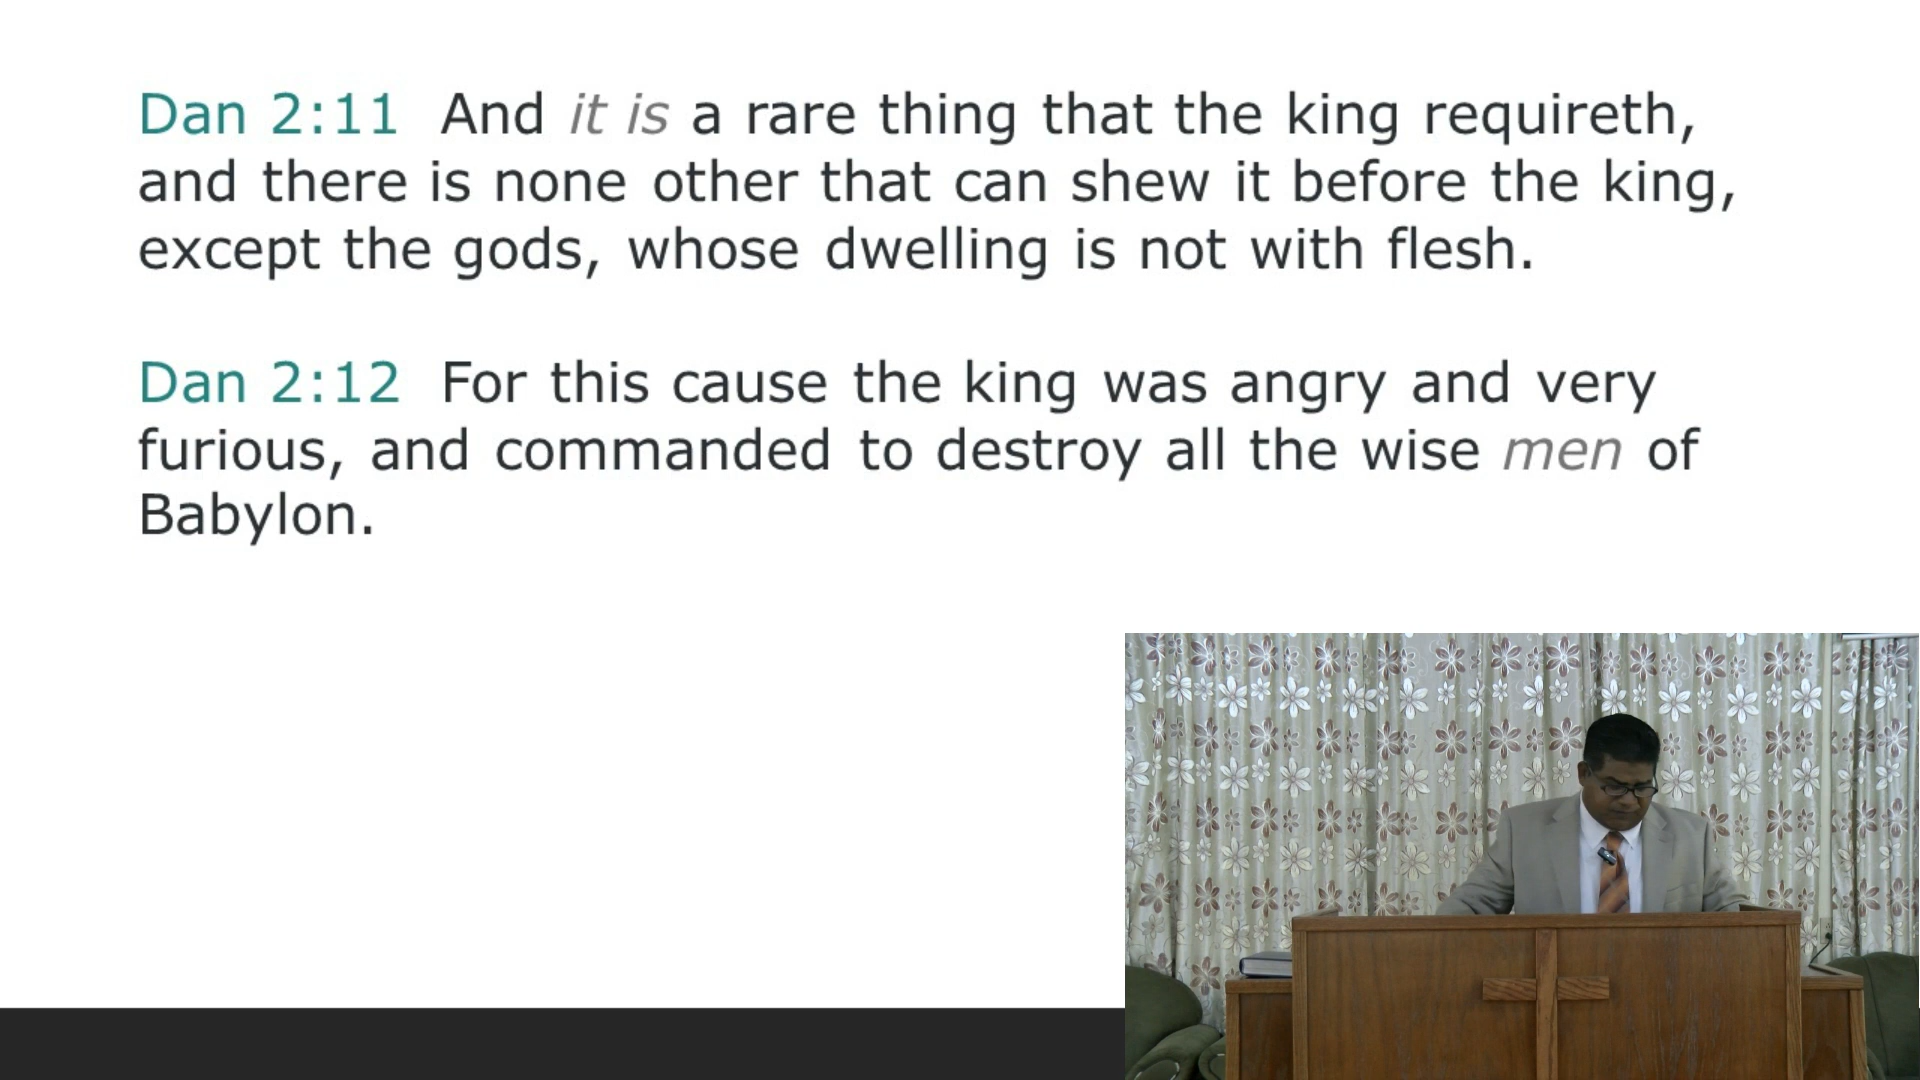 Dan 2:11 And it is a rare thing that the king requireth,
and there is none other that can shew it before the king,
except the gods, whose dwelling is not with flesh.
Dan 2:12 For this cause the king was angry and very
furious, and commanded to destroy all the wise men of
Babylon.